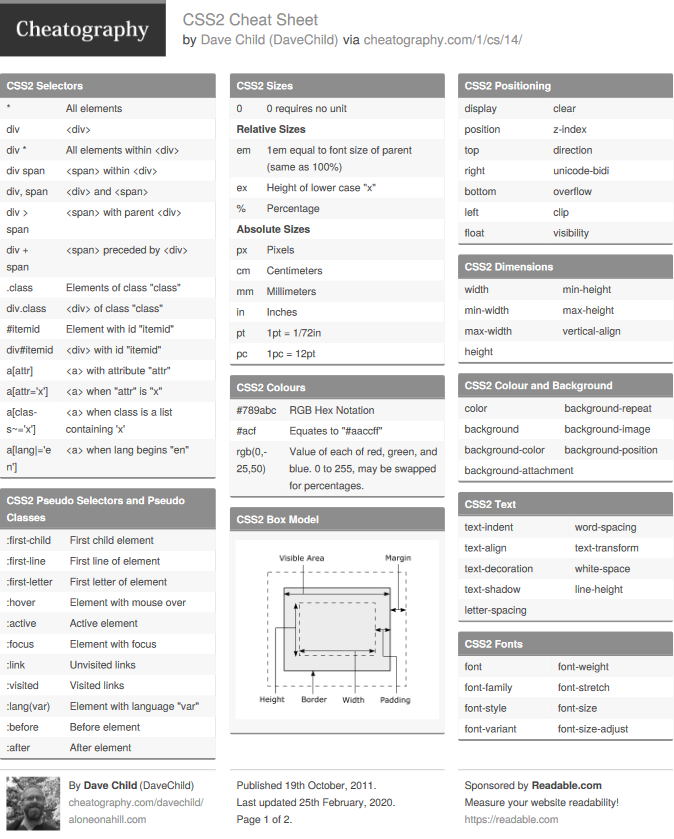 Cheatography
CSS2 Cheat Sheet
by Dave Child (DaveChild) via cheatography.com/1/cs/14/
CSS2 Selectors
* All elements
div <div>
div * All elements within <div>
div span <span> within <div>
div, span <div> and <span>
div > <span> with parent <div>
span
div + <span> preceded by <div>
span
.class Elements of class "class"
div.class <div> of class "class"
#itemid Element with id "itemid"
div#itemid <div> with id "itemid"
a[attr] <a> with attribute "attr"
a[attr='x'] <a> when "attr" is "x"
a[clas- <a> when class is a list
s~='x'] containing 'x'
a[lang|='e <a> when lang begins "en"
n']
CSS2 Pseudo Selectors and Pseudo
Classes
:first-child First child element
:first-line First line of element
:first-letter First letter of element
:hover Element with mouse over
:active Active element
:focus Element with focus
:link Unvisited links
:visited Visited links
:lang(var) Element with language "var"
:before Before element
:after After element
CSS2 Sizes
0 0 requires no unit
Relative Sizes
em 1em equal to font size of parent
(same as 100%)
ex Height of lower case "x"
% Percentage
Absolute Sizes
px Pixels
cm Centimeters
mm Millimeters
in Inches
pt 1pt = 1/72in
pc 1pc = 12pt
CSS2 Colours
#789abc RGB Hex Notation
#acf Equates to "#aaccff"
rgb(0,- Value of each of red, green, and
25,50) blue. 0 to 255, may be swapped
for percentages.
CSS2 Box Model
Visible Area Margin
Height Border Width Padding
CSS2 Positioning
display clear
position z-index
top direction
right unicode-bidi
bottom overflow
left clip
float visibility
CSS2 Dimensions
width min-height
min-width max-height
max-width vertical-align
height
CSS2 Colour and Background
color background-repeat
background background-image
background-color background-position
background-attachment
CSS2 Text
text-indent word-spacing
text-align text-transform
text-decoration white-space
text-shadow line-height
letter-spacing
CSS2 Fonts
font font-weight
font-family font-stretch
font-style font-size
font-variant font-size-adjust
By Dave Child (DaveChild)
cheatography.com/davechild/
aloneonahill.com
Published 19th October, 2011.
Last updated 25th February, 2020.
Page 1 of 2.
Sponsored by Readable.com
Measure your website readability!
https://readable.com